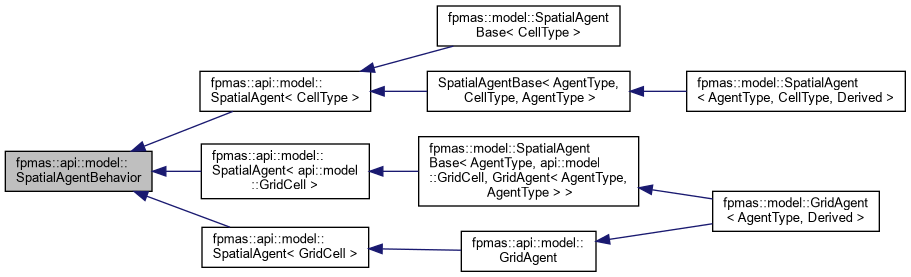 fpmas::api::model::
SpatialAgentBehavior
fpmas::api::model::
SpatialAgent< CellType >
fpmas::model::SpatialAgent
Base< CellType >
SpatialAgentBase< AgentType,
CellType, AgentType >
fpmas::model::SpatialAgent
< AgentType, CellType, Derived >
fpmas::api::model::
SpatialAgent< api::model
::GridCell >
fpmas::model::SpatialAgent
Base< AgentType, api::model
::GridCell, GridAgent< AgentType,
AgentType > >
fpmas::model::GridAgent
< AgentType, Derived >
fpmas::api::model::
SpatialAgent< GridCell >
fpmas::api::model::
GridAgent